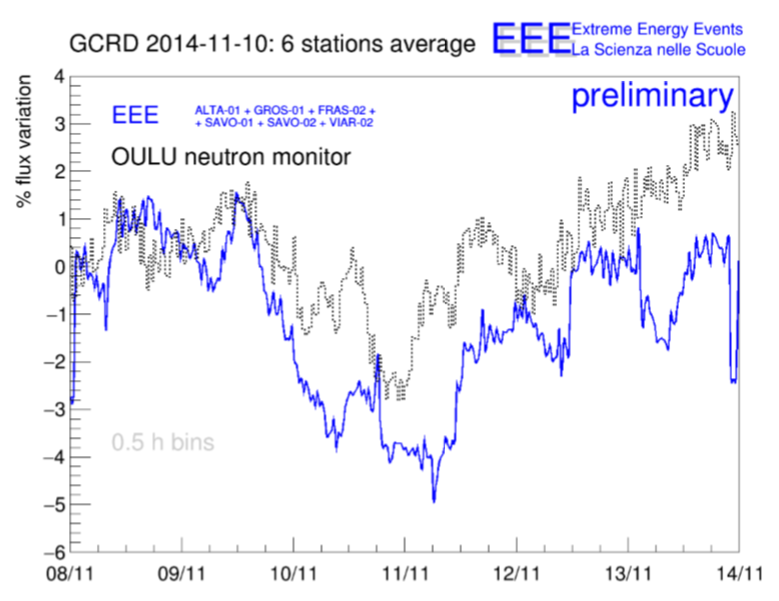 GCRD 2014-11-10: 6 stations average
EEE
Extreme Energy Events
La Scienza nelle Scuole
preliminary
EEE
ALTA-01 + GROS-01 + FRAS-02 +
+ SAVO-01 + SAVO-02 + VIAR-02
OULU neutron monitor
% flux variation
4
3
2
1
0
−1
−2
−3
−4
−5
−6
0.5 h bins
08/11 09/11 10/11 11/11 12/11 13/11 14/11